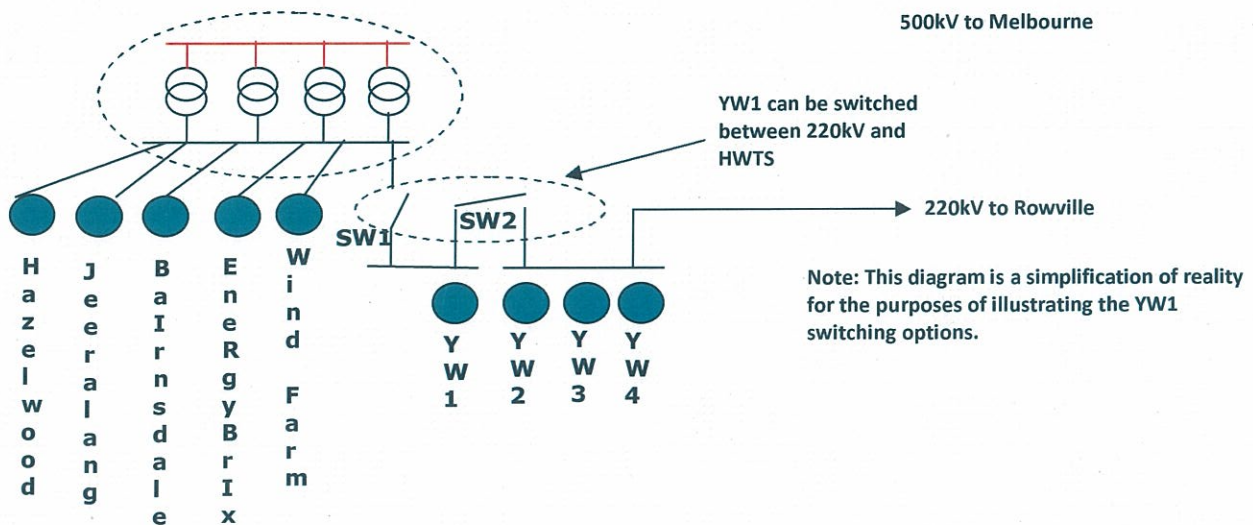 500kV to Melbourne
YW1 can be switched
between 220kV and
HWTS
SW1
SW2
220kV to Rowville
Note: This diagram is a simplification of reality
for the purposes of illustrating the YW1
switching options.
Hazelwood
Jeeralang
BaIrnsdale
EneRgyBrIx
Wind Farm
YW1
YW2
YW3
YW4